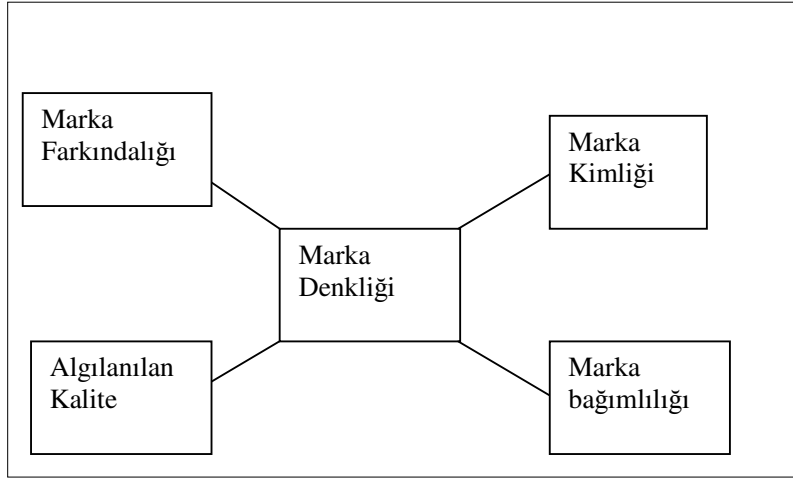 Marka
Farkındalığı
Marka
Kimliği
Marka
Denkliği
Algılanılan
Kalite
Marka
bağımlılığı